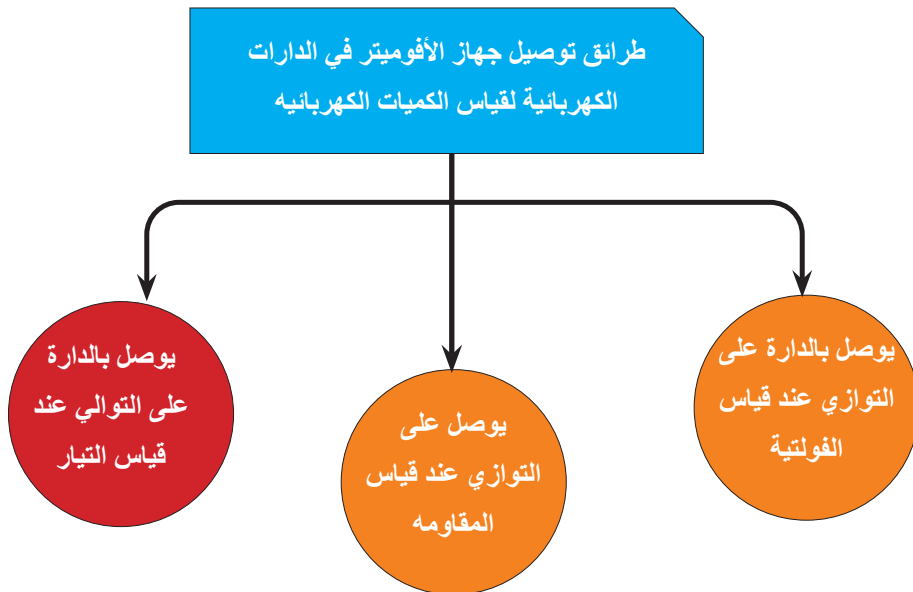 طرائق توصيل جهاز الأفوميتر في الدارات
الكهربائية لقياس الكميات الكهربائيه
يوصل بالدارة على
التوازي عند قياس
الفولتية
يوصل على
التوازي عند قياس
المقاومه
يوصل بالدارة
على التوالي عند
قياس التيار